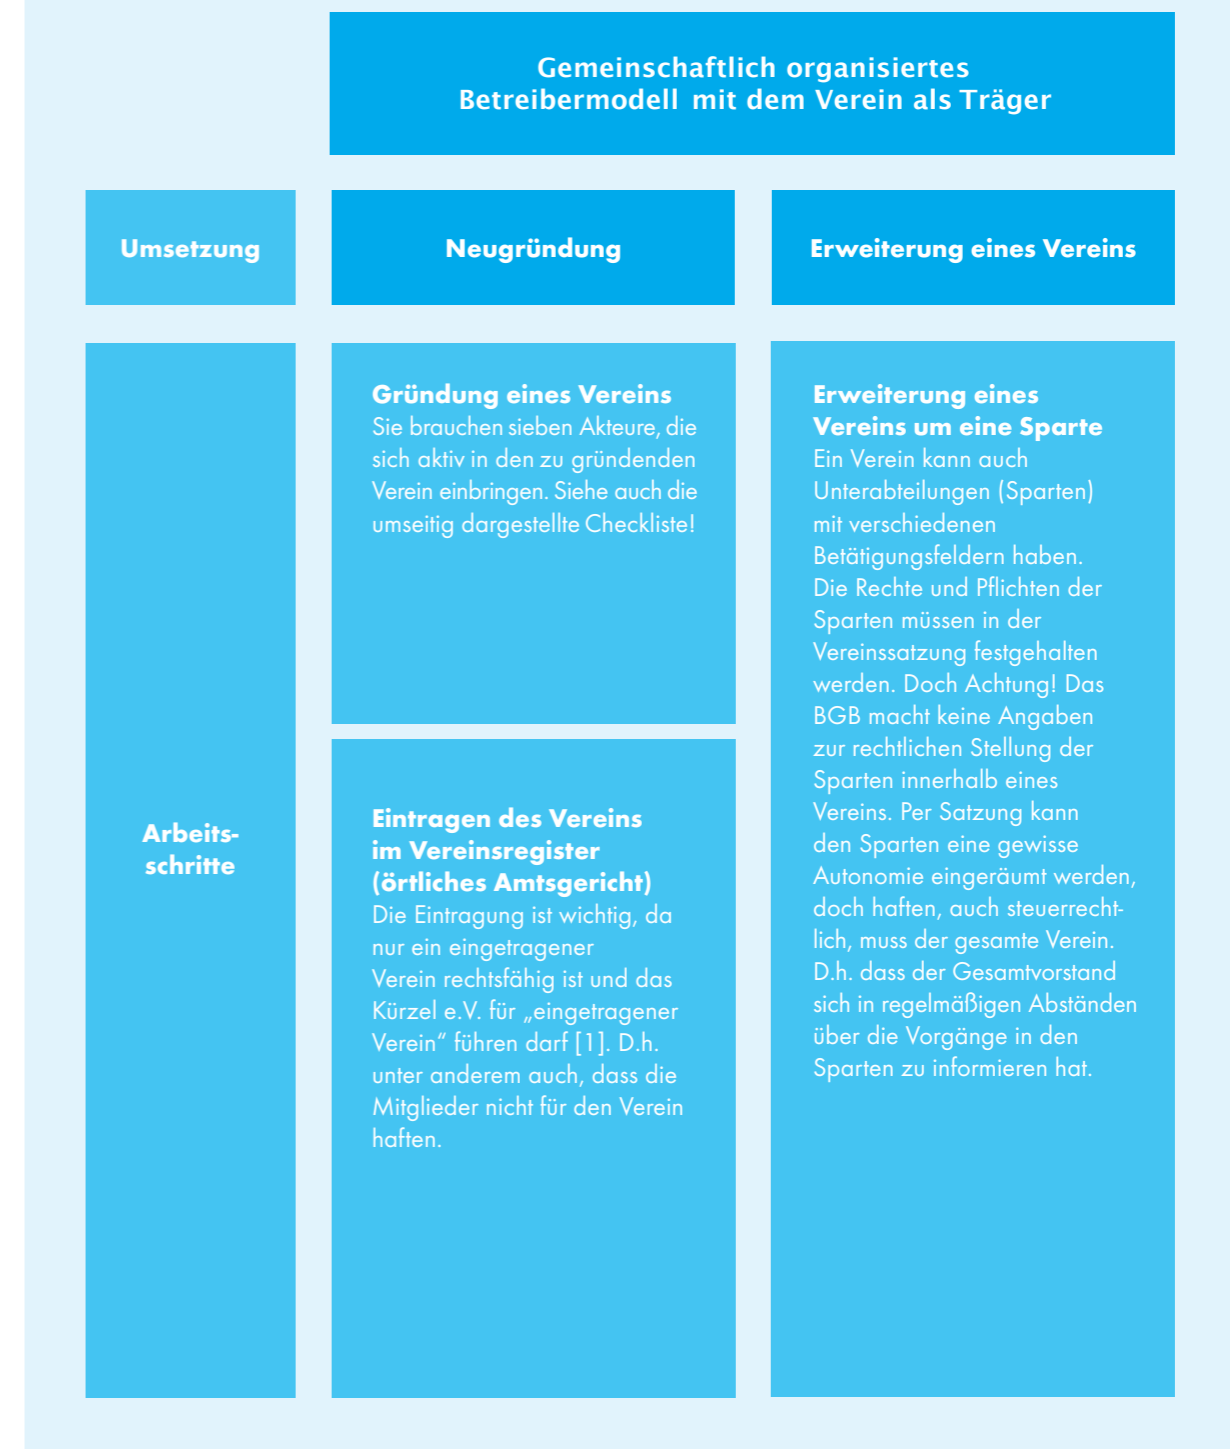 Gemeinschaftlich organisiertes
Betreibermodell mit dem Verein als Träger
Umsetzung
Neugründung
Erweiterung eines Vereins
Arbeits-
schritte
Gründung eines Vereins
Sie brauchen sieben Akteure, die
sich aktiv in den zu gründenden
Verein einbringen. Siehe auch die
umseitig dargestellte Checkliste!
Eintragen des Vereins
im Vereinsregister
(örtliches Amtsgericht)
Die Eintragung ist wichtig, da
nur ein eingetragener
Verein rechtsfähig ist und das
Kürzel e.V. für „eingetragener
Verein“ führen darf [1]. D.h.
unter anderem auch, dass die
Mitglieder nicht für den Verein
haften.
Erweiterung eines
Vereins um eine Sparte
Ein Verein kann auch
Unterabteilungen (Sparten)
mit verschiedenen
Betätigungsfeldern haben.
Die Rechte und Pflichten der
Sparten müssen in der
Vereinssatzung festgehalten
werden. Doch Achtung! Das
BGB macht keine Angaben
zur rechtlichen Stellung der
Sparten innerhalb eines
Vereins. Per Satzung kann
den Sparten eine gewisse
Autonomie eingeräumt werden,
doch haften, auch steuerrecht-
lich, muss der gesamte Verein.
D.h. dass der Gesamtvorstand
sich in regelmäßigen Abständen
über die Vorgänge in den
Sparten zu informieren hat.